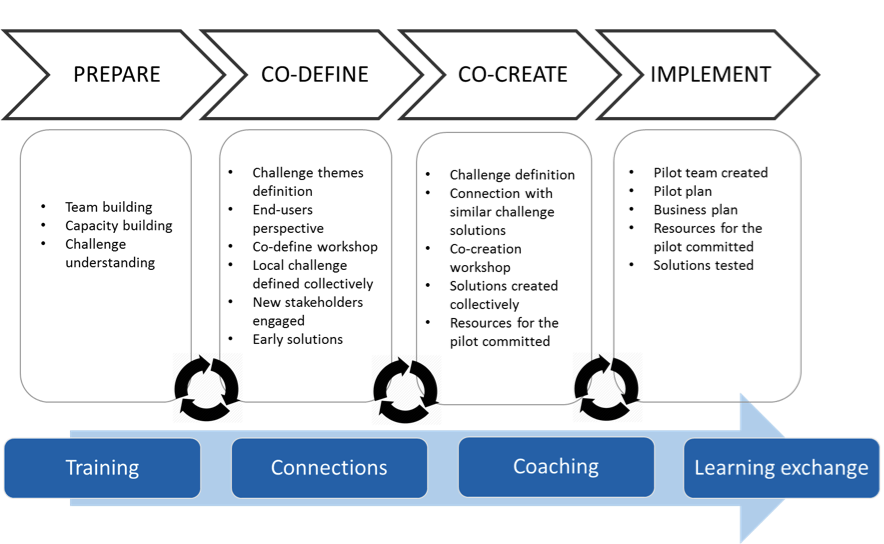 PREPARE
CO-DEFINE
CO-CREATE
IMPLEMENT
• Team building
• Capacity building
• Challenge
understanding
• Challenge themes
definition
• End-users
perspective
• Co-define workshop
• Local challenge
defined collectively
• New stakeholders
engaged
• Early solutions
• Challenge definition
• Connection with
similar challenge
solutions
• Co-creation
workshop
• Solutions created
collectively
• Resources for the
pilot committed
• Pilot team created
• Pilot plan
• Business plan
• Resources for the
pilot committed
• Solutions tested
Training
Connections
Coaching
Learning exchange